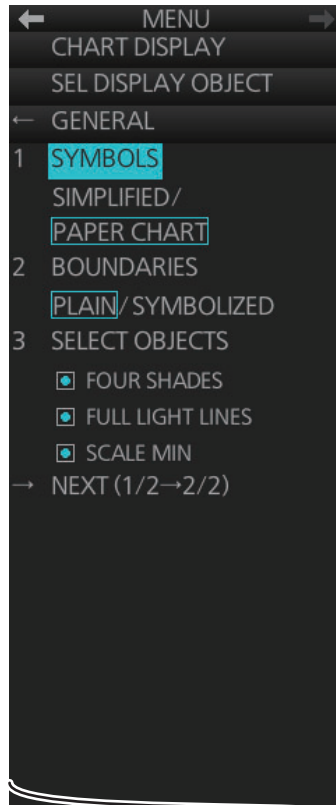 ← MENU →
CHART DISPLAY
SEL DISPLAY OBJECT
← GENERAL
1 SYMBOLS
SIMPLIFIED/
PAPER CHART
2 BOUNDARIES
PLAIN/SYMBOLIZED
3 SELECT OBJECTS
FOUR SHADES
FULL LIGHT LINES
SCALE MIN
→ NEXT (1/2→2/2)